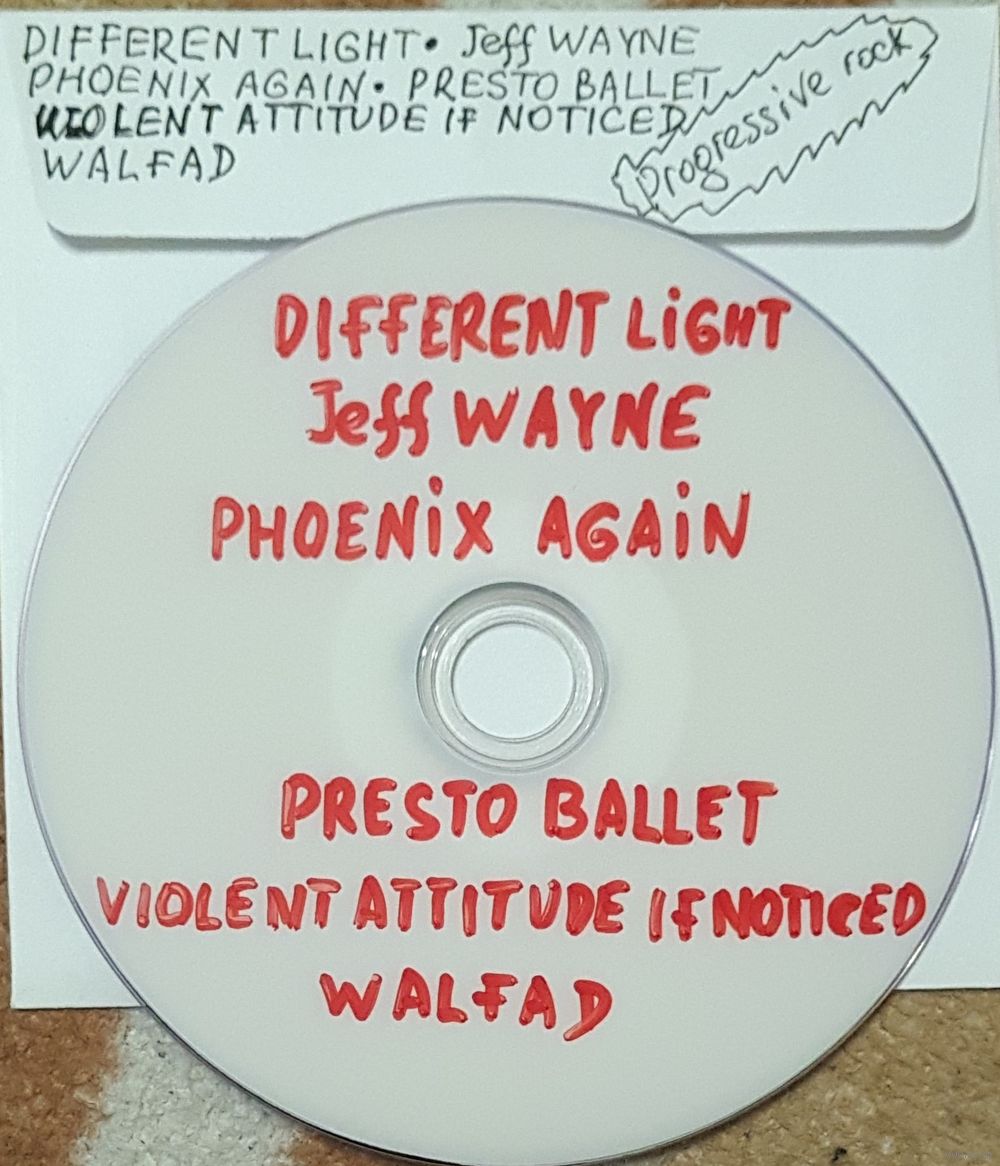 DIFFERENT LIGHT • Jeff WAYNE
PHOENIX AGAIN • PRESTO BALLET
VIOLENT ATTITUDE IF NOTICED
WALFAD
Progressive rock
DIFFERENT LiGHT
Jeff WAYNE
PHOENiX AGAiN
PRESTO BALLET
VIOLENT ATTITUDE IF NOTICED
WALFAD